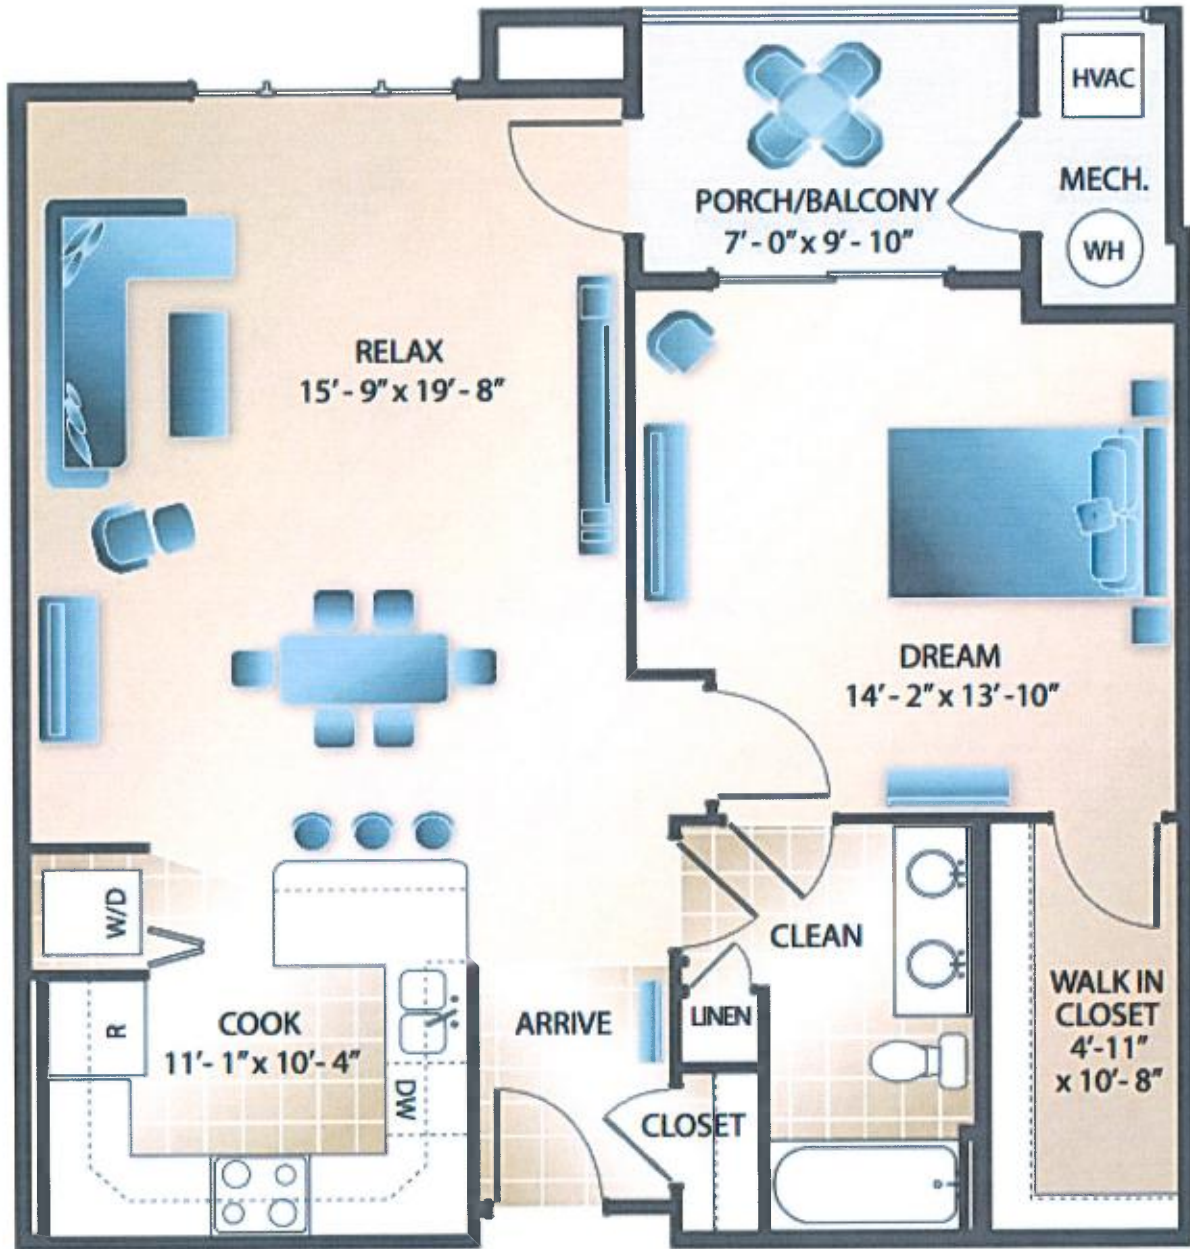 HVAC
MECH.
WH
PORCH/BALCONY
7' - 0" x 9' - 10"
RELAX
15' - 9" x 19' - 8"
DREAM
14' - 2" x 13' -10"
W/D
CLEAN
R
COOK
11'- 1" x 10'- 4"
DW
ARRIVE
LINEN
CLOSET
WALK IN
CLOSET
4'-11"
x 10'- 8"